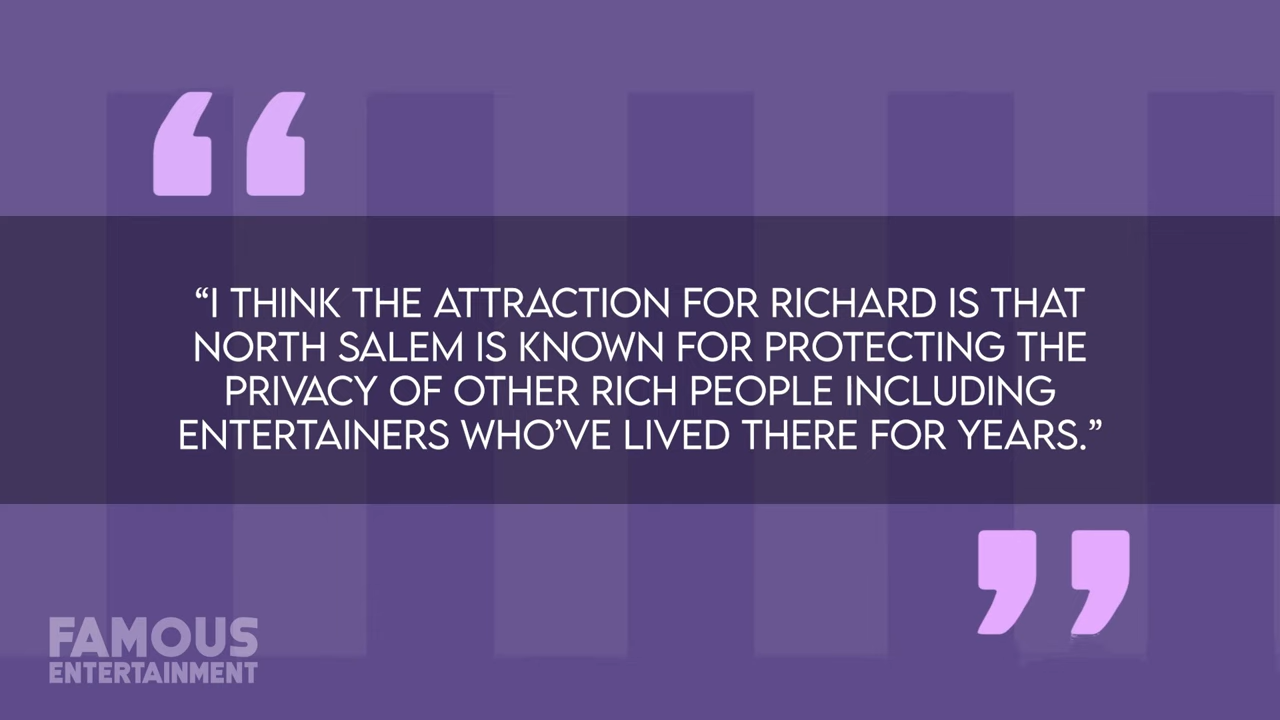 “I THINK THE ATTRACTION FOR RICHARD IS THAT
NORTH SALEM IS KNOWN FOR PROTECTING THE
PRIVACY OF OTHER RICH PEOPLE INCLUDING
ENTERTAINERS WHO’VE LIVED THERE FOR YEARS.”
FAMOUS
ENTERTAINMENT